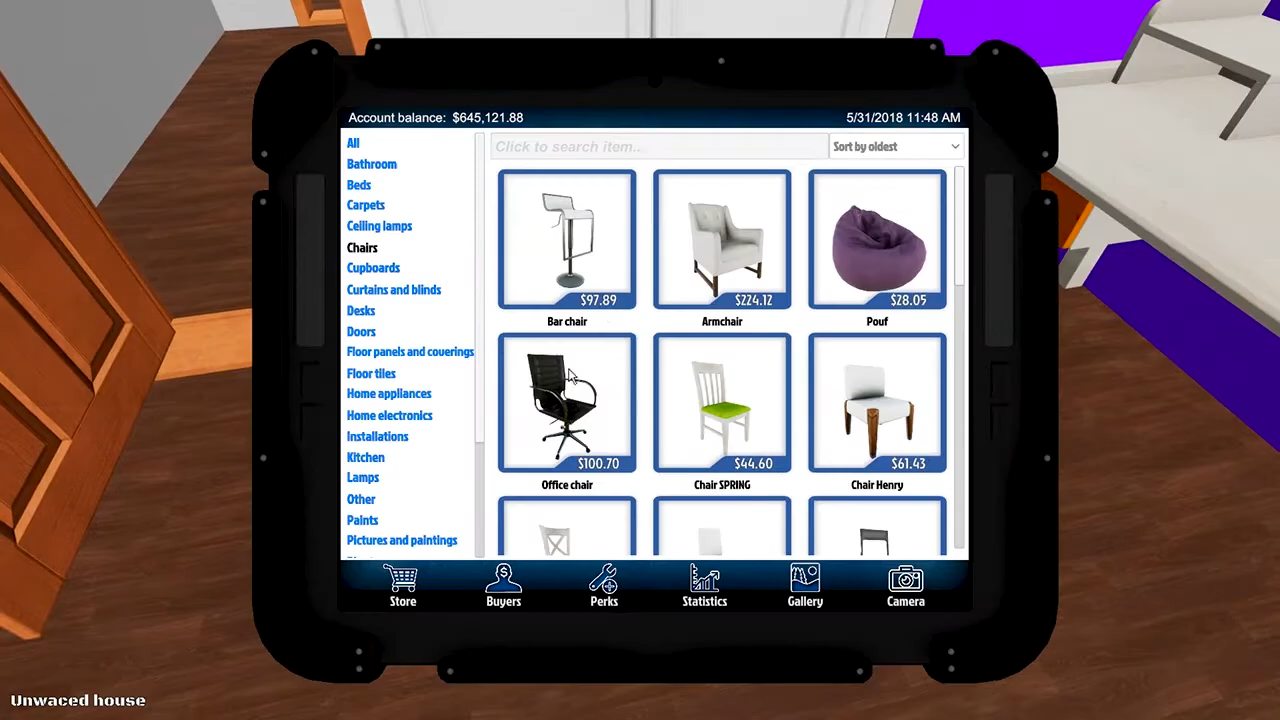 Account balance: $645,121.88
5/31/2018 11:48 AM
All
Bathroom
Beds
Carpets
Ceiling lamps
Chairs
Cupboards
Curtains and blinds
Desks
Doors
Floor panels and coverings
Floor tiles
Home appliances
Home electronics
Installations
Kitchen
Lamps
Other
Paints
Pictures and paintings
Click to search item...
Sort by oldest
$97.89
$224.12
$28.05
Bar chair
Armchair
Pouf
$100.70
$44.60
$61.43
Office chair
Chair SPRING
Chair Henry
Store
Buyers
Perks
Statistics
Gallery
Camera
Unwaced house